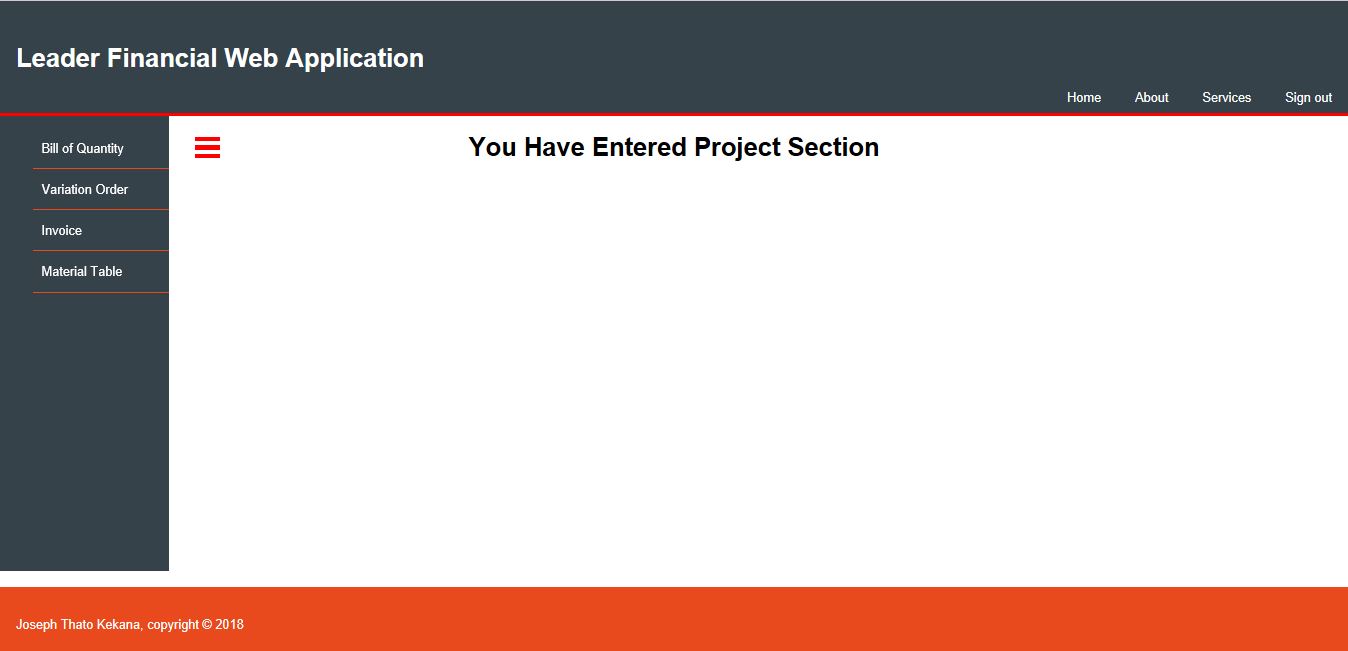 Leader Financial Web Application
Home About Services Sign out
Bill of Quantity
Variation Order
Invoice
Material Table
You Have Entered Project Section
Joseph Thato Kekana, copyright © 2018